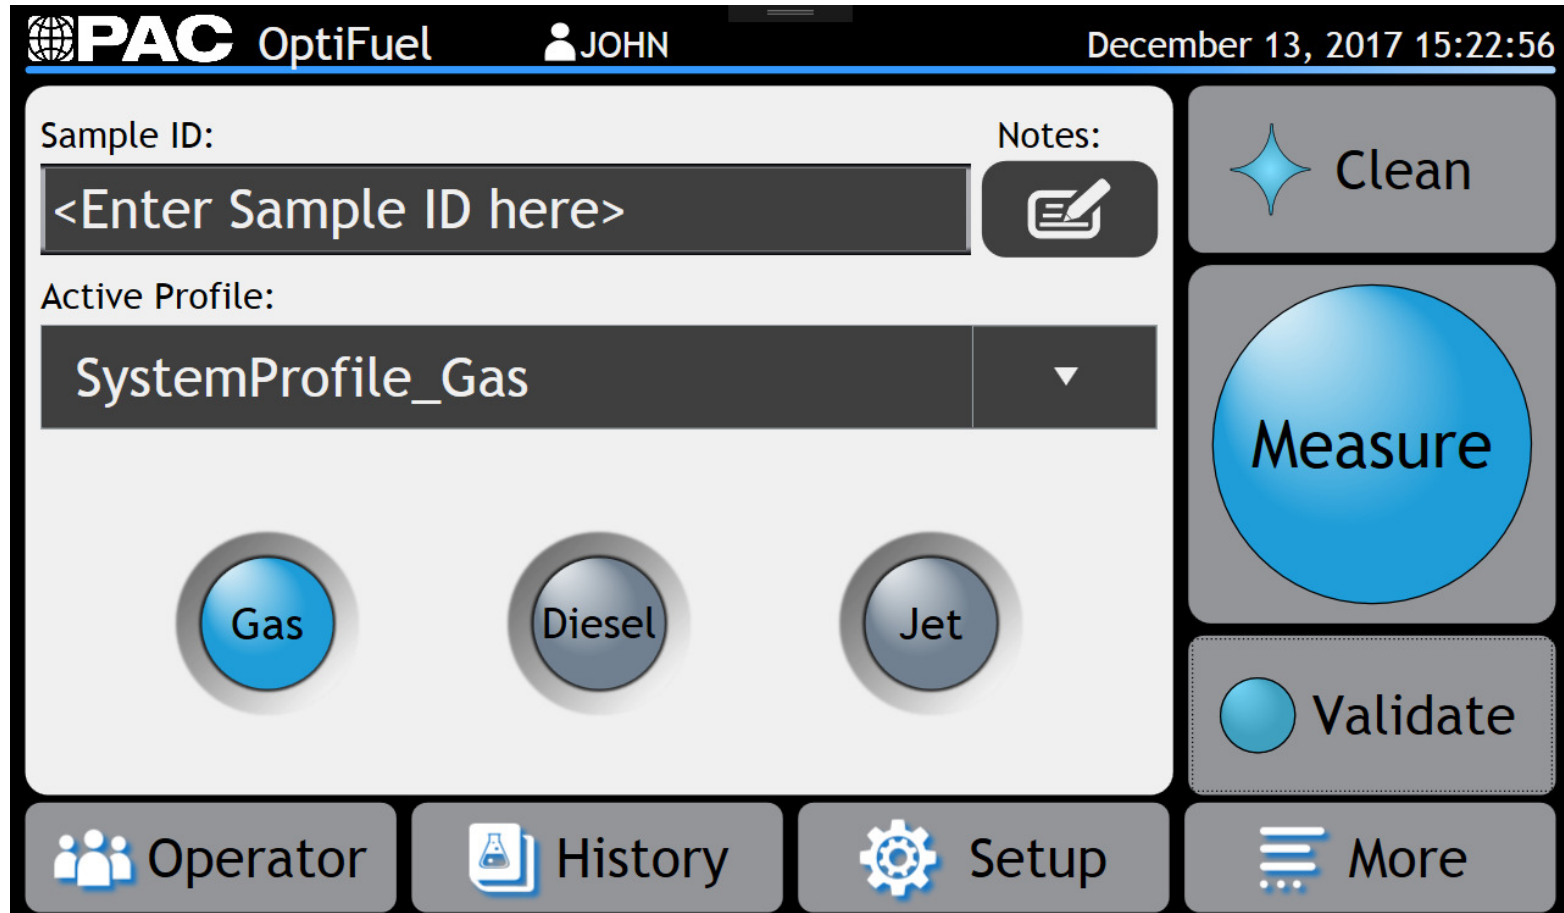 PAC OptiFuel JOHN December 13, 2017 15:22:56
Sample ID:
Notes:
<Enter Sample ID here>
Active Profile:
SystemProfile_Gas
Gas
Diesel
Jet
Clean
Measure
Validate
Operator
History
Setup
More